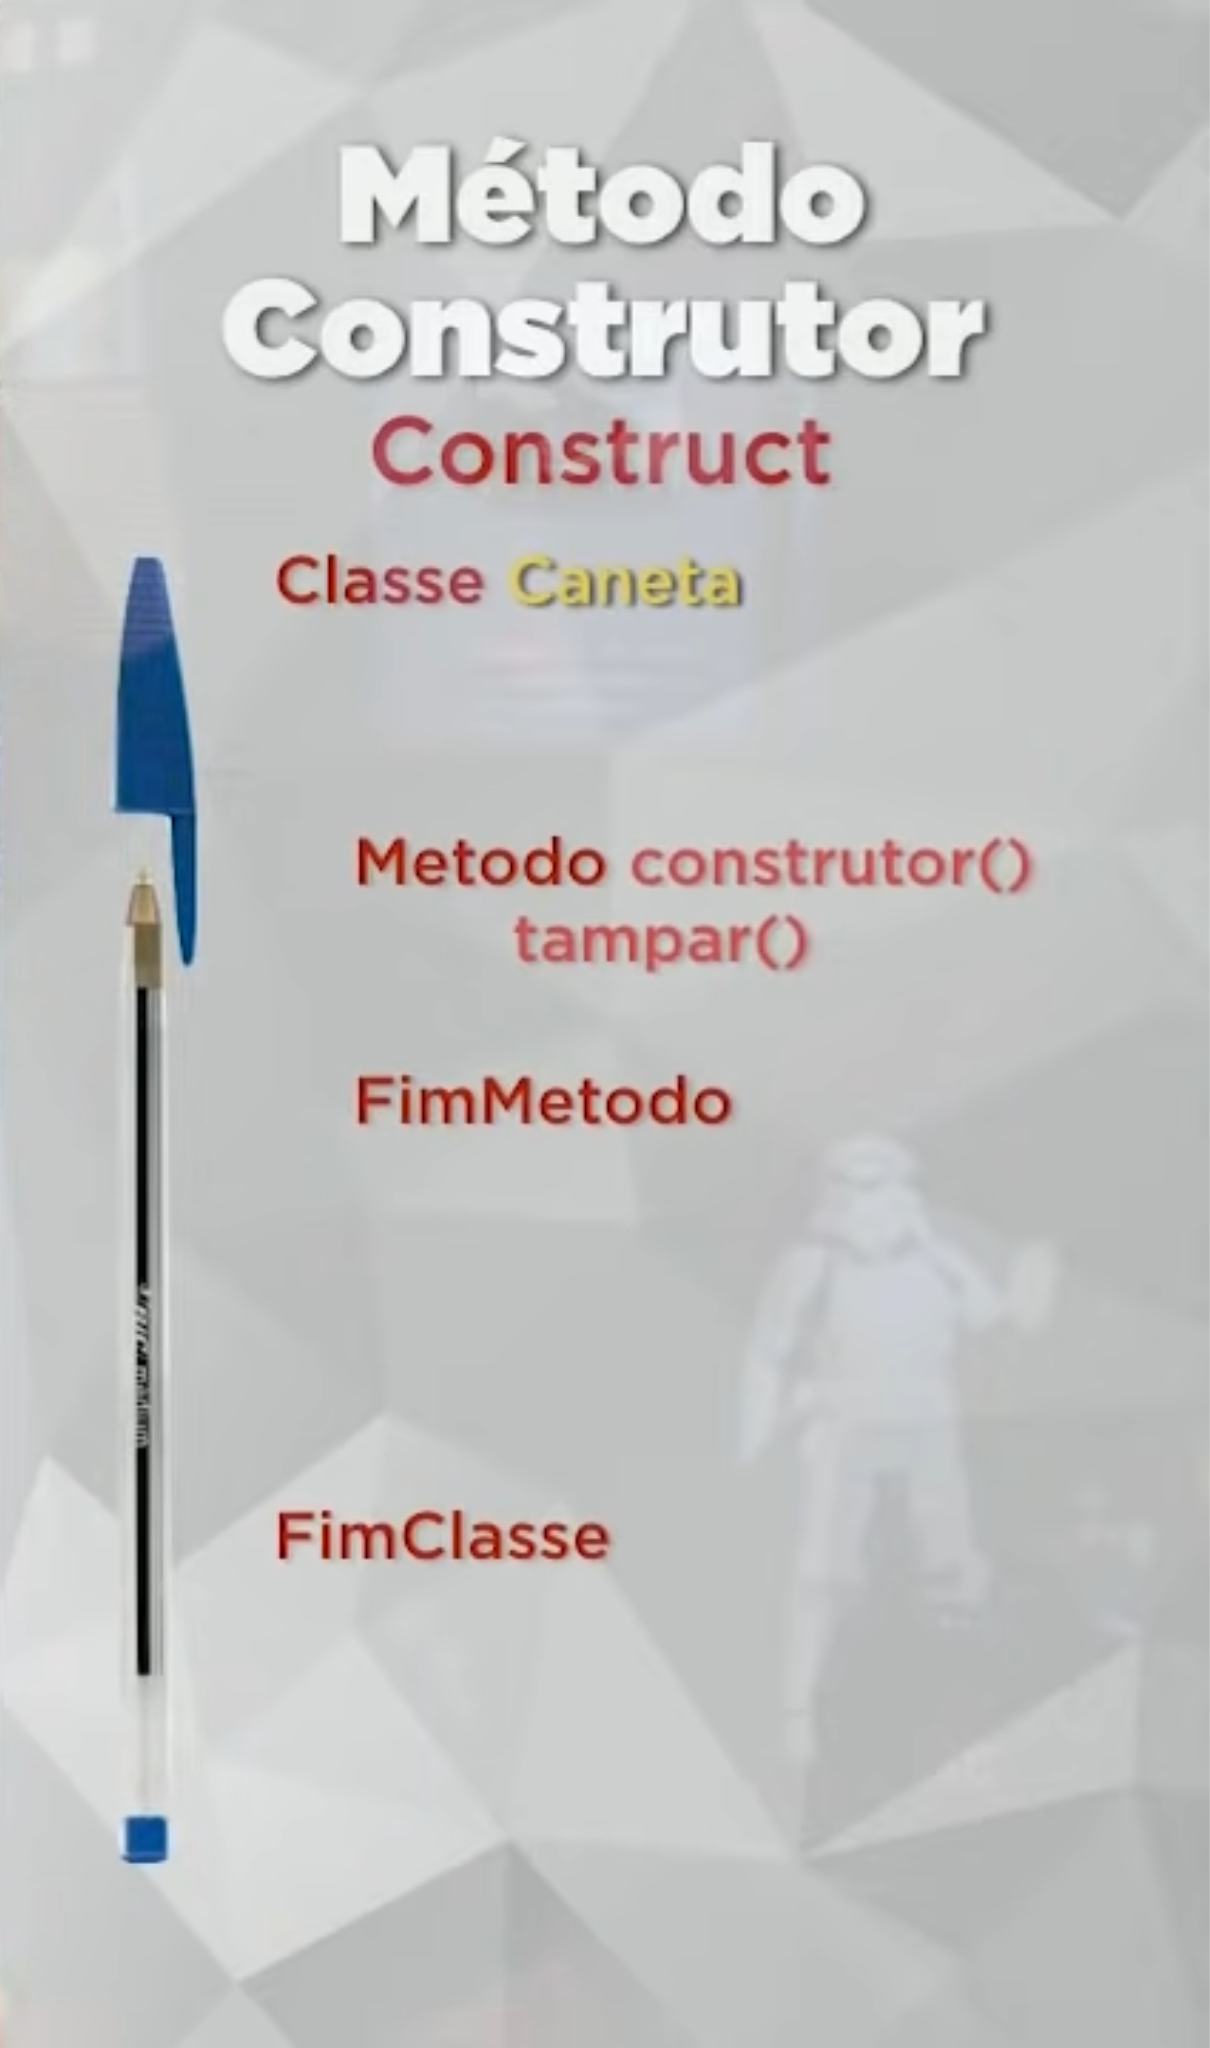 Método
Construtor
Construct
Classe Caneta
Metodo construtor()
tampar()
FimMetodo
FimClasse